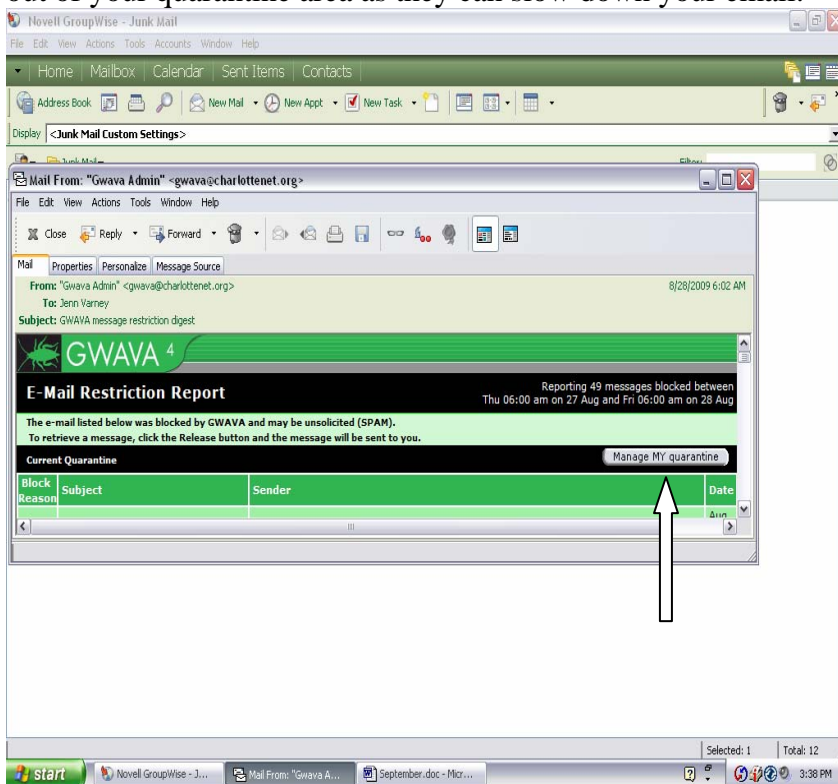 out of your quarantine area as they can slow down your email.
Novell GroupWise - Junk Mail
File Edit View Actions Tools Accounts Window Help
Home Mailbox Calendar Sent Items Contacts
Address Book New Mail New Appt New Task
Display <Junk Mail Custom Settings>
Junk Mail
Mail From: "Gwava Admin" <gwava@charlottenet.org>
File Edit View Actions Tools Window Help
Close Reply Forward
Mail Properties Personalize Message Source
From: "Gwava Admin" <gwava@charlottenet.org> 8/28/2009 6:02 AM
To: Jenn Varney
Subject: GWAVA message restriction digest
GWAVA 4
E-Mail Restriction Report
Reporting 49 messages blocked between
Thu 06:00 am on 27 Aug and Fri 06:00 am on 28 Aug
The e-mail listed below was blocked by GWAVA and may be unsolicited (SPAM).
To retrieve a message, click the Release button and the message will be sent to you.
Current Quarantine Manage MY quarantine
Block Reason Subject Sender Date
Aug
Selected: 1 Total: 12
start Novell GroupWise - J... Mail From: "Gwava A... September.doc - Micr... 3:38 PM